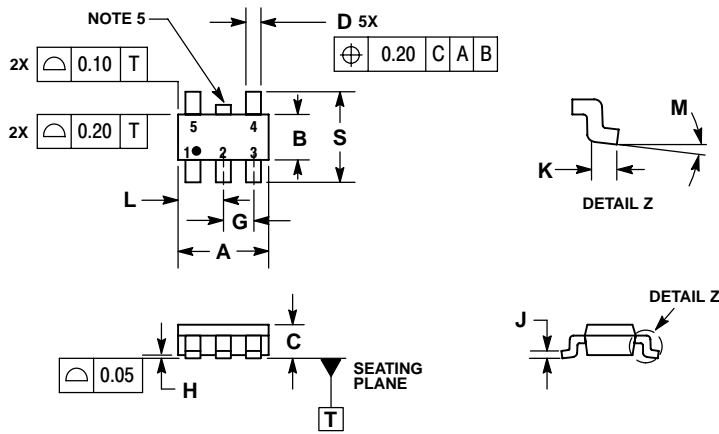 NOTE 5
D 5X
⌖ 0.20 C A B
2X ⌓ 0.10 T
2X ⌓ 0.20 T
5 4
1 2 3
B
S
L
G
A
M
K
DETAIL Z
C
⌓ 0.05
H
SEATING
PLANE
T
J
DETAIL Z